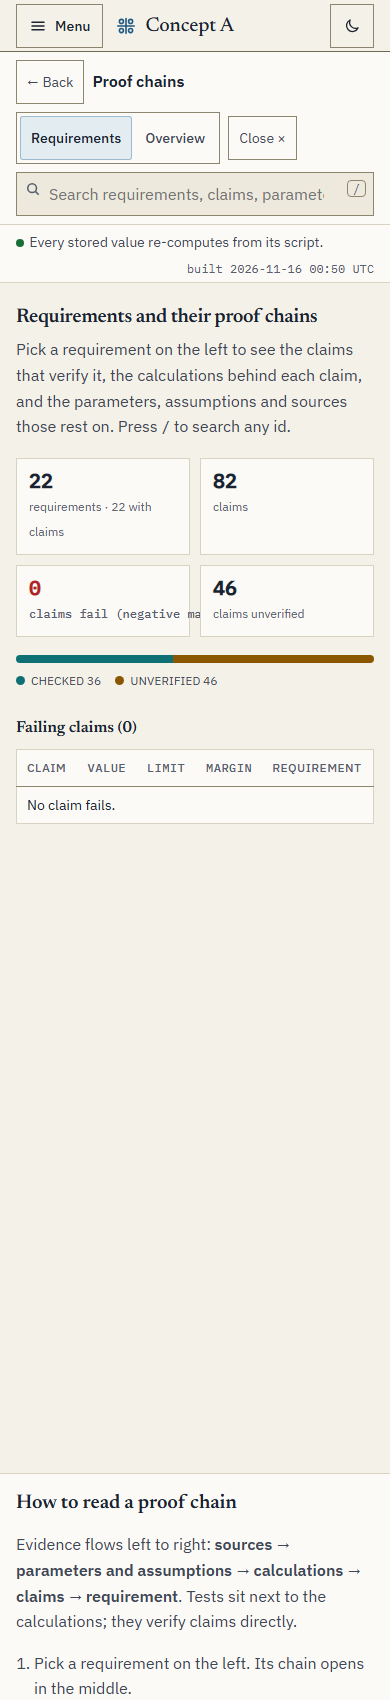 Menu
Concept A
← Back
Proof chains
Requirements
Overview
Close ×
Search requirements, claims, paramet
/
Every stored value re-computes from its script.
built 2026-11-16 00:50 UTC
Requirements and their proof chains
Pick a requirement on the left to see the claims
that verify it, the calculations behind each claim,
and the parameters, assumptions and sources
those rest on. Press / to search any id.
22
requirements · 22 with
claims
82
claims
0
claims fail (negative ma
46
claims unverified
CHECKED 36
UNVERIFIED 46
Failing claims (0)
CLAIM VALUE LIMIT MARGIN REQUIREMENT
No claim fails.
How to read a proof chain
Evidence flows left to right: sources →
parameters and assumptions → calculations →
claims → requirement. Tests sit next to the
calculations; they verify claims directly.
1. Pick a requirement on the left. Its chain opens
in the middle.